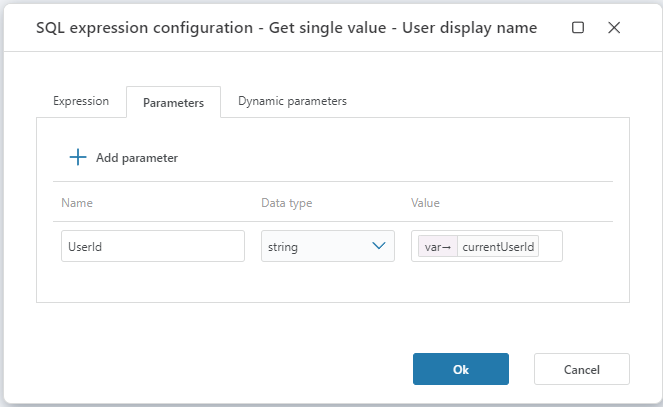 SQL expression configuration - Get single value - User display name
Expression Parameters Dynamic parameters
Add parameter
Name Data type Value
UserId string var→ currentUserId
Ok Cancel